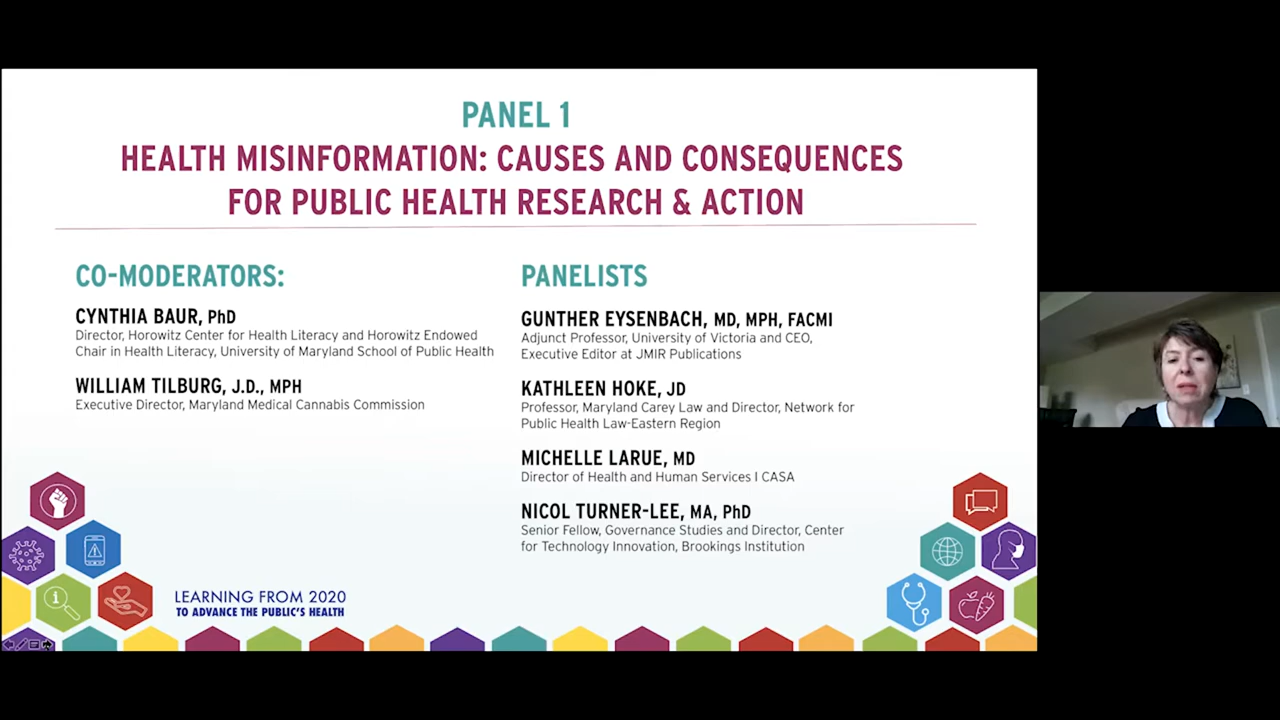 PANEL 1
HEALTH MISINFORMATION: CAUSES AND CONSEQUENCES
FOR PUBLIC HEALTH RESEARCH & ACTION
CO-MODERATORS:
CYNTHIA BAUR, PhD
Director, Horowitz Center for Health Literacy and Horowitz Endowed
Chair in Health Literacy, University of Maryland School of Public Health
WILLIAM TILBURG, J.D., MPH
Executive Director, Maryland Medical Cannabis Commission
PANELISTS
GUNTHER EYSENBACH, MD, MPH, FACMI
Adjunct Professor, University of Victoria and CEO,
Executive Editor at JMIR Publications
KATHLEEN HOKE, JD
Professor, Maryland Carey Law and Director, Network for
Public Health Law-Eastern Region
MICHELLE LARUE, MD
Director of Health and Human Services I CASA
NICOL TURNER-LEE, MA, PhD
Senior Fellow, Governance Studies and Director, Center
for Technology Innovation, Brookings Institution
LEARNING FROM 2020
TO ADVANCE THE PUBLIC'S HEALTH